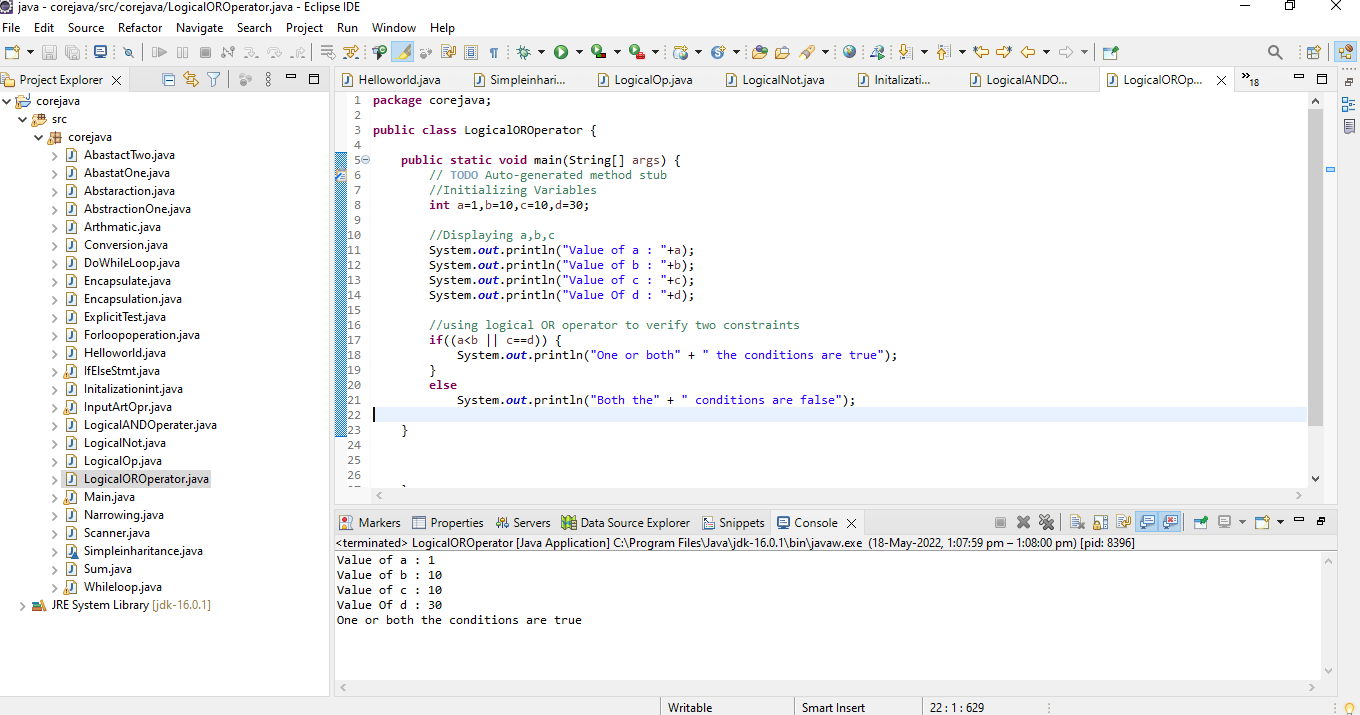 java - corejava/src/corejava/LogicalOROperator.java - Eclipse IDE
File Edit Source Refactor Navigate Search Project Run Window Help
Project Explorer
corejava
src
corejava
AbastactTwo.java
AbastatOne.java
Abstaraction.java
AbstractionOne.java
Arthmatic.java
Conversion.java
DoWhileLoop.java
Encapsulate.java
Encapsulation.java
ExplicitTest.java
Forloopoperation.java
Helloworld.java
IfElseStmt.java
Initalizationint.java
InputArtOpr.java
LogicalANDOperater.java
LogicalNot.java
LogicalOp.java
LogicalOROperator.java
Main.java
Narrowing.java
Scanner.java
Simpleinharitance.java
Sum.java
Whileloop.java
JRE System Library [jdk-16.0.1]
Helloworld.java Simpleinhari... LogicalOp.java LogicalNot.java Initalizati... LogicalANDO... LogicalOROp... »18
1 package corejava;
2
3 public class LogicalOROperator {
4
5 public static void main(String[] args) {
6 // TODO Auto-generated method stub
7 //Initializing Variables
8 int a=1,b=10,c=10,d=30;
9
10 //Displaying a,b,c
11 System.out.println("Value of a : "+a);
12 System.out.println("Value of b : "+b);
13 System.out.println("Value of c : "+c);
14 System.out.println("Value Of d : "+d);
15
16 //using logical OR operator to verify two constraints
17 if((a<b || c==d)) {
18 System.out.println("One or both" + " the conditions are true");
19 }
20 else
21 System.out.println("Both the" + " conditions are false");
22
23 }
24
25
26
Markers Properties Servers Data Source Explorer Snippets Console
<terminated> LogicalOROperator [Java Application] C:\Program Files\Java\jdk-16.0.1\bin\javaw.exe (18-May-2022, 1:07:59 pm – 1:08:00 pm) [pid: 8396]
Value of a : 1
Value of b : 10
Value of c : 10
Value Of d : 30
One or both the conditions are true
Writable Smart Insert 22 : 1 : 629